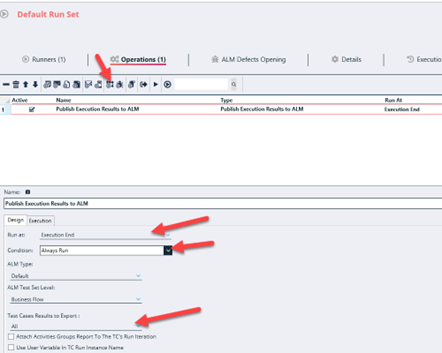 Default Run Set
Runners (1) Operations (1) ALM Defects Opening Details Executio
Active Name Type Run At
1 Publish Execution Results to ALM Publish Execution Results to ALM Execution End
Name:
Publish Execution Results to ALM
Design Execution
Run at: Execution End
Condition: Always Run
ALM Type:
Default
ALM Test Set Level:
Business Flow
Test Cases Results to Export :
All
Attach Activities Groups Report To The TC's Run Iteration
Use User Variable In TC Run Instance Name